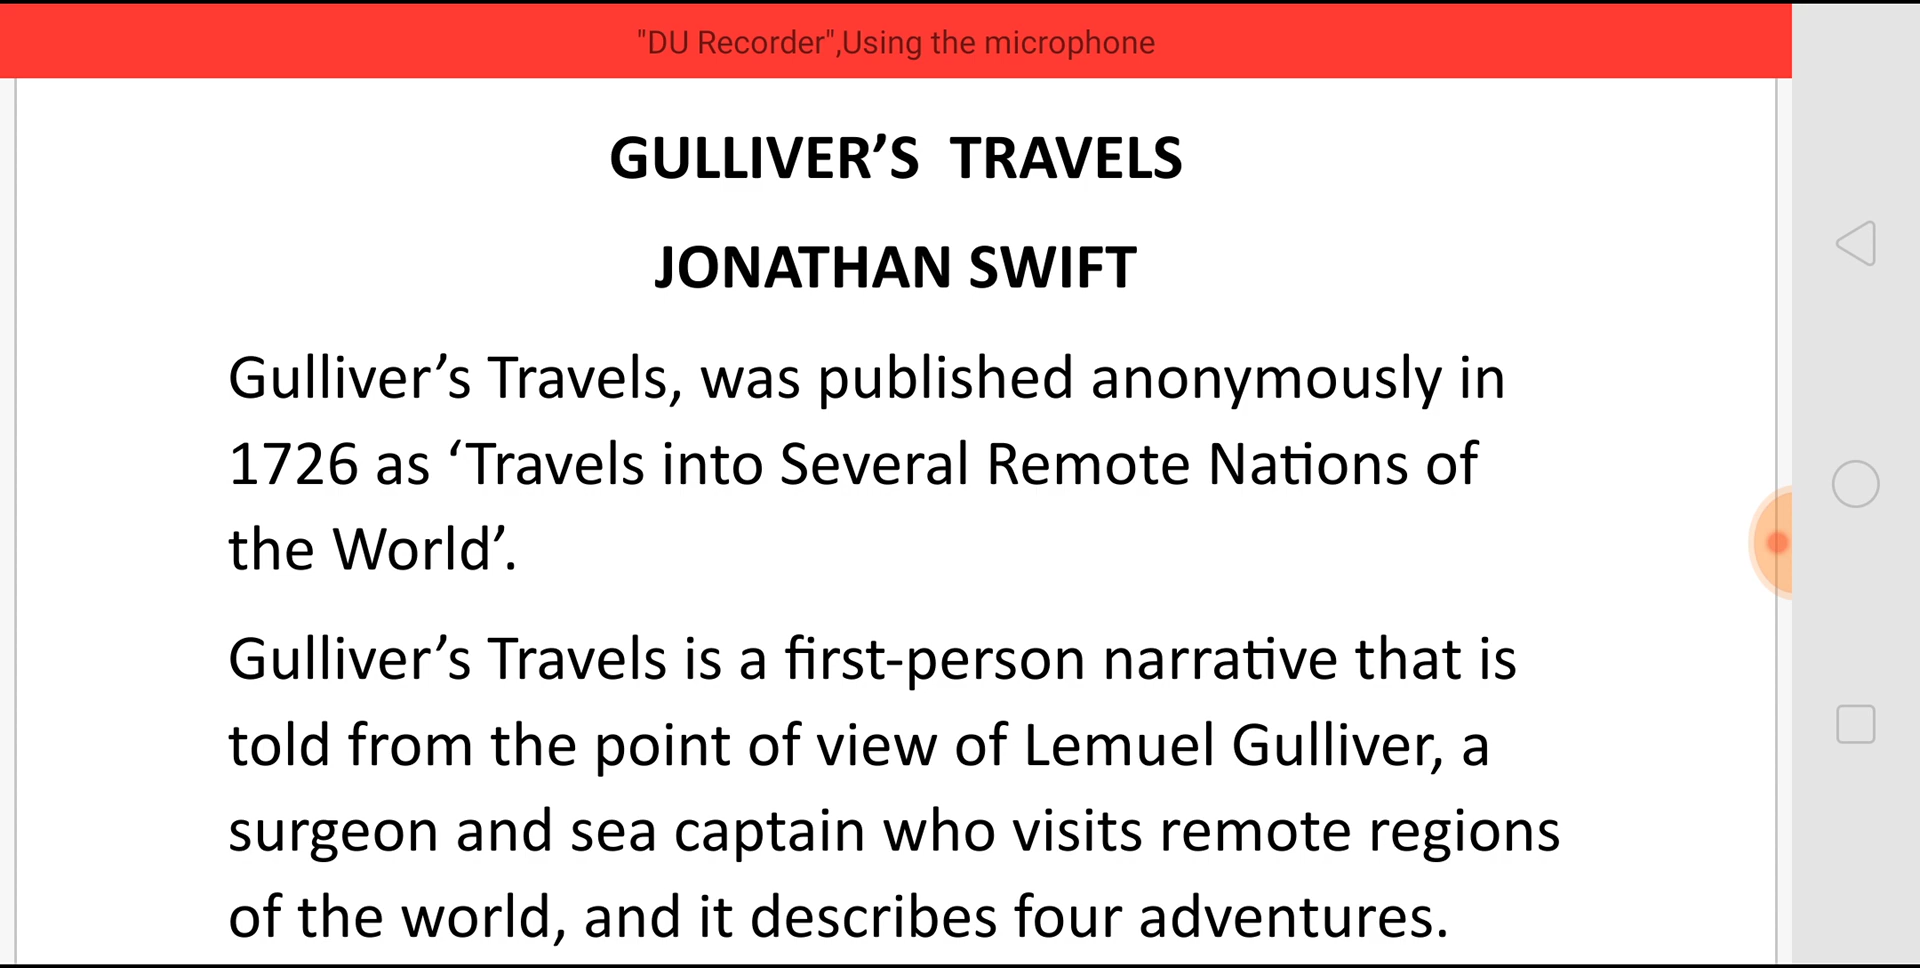 "DU Recorder",Using the microphone
GULLIVER’S  TRAVELS
JONATHAN SWIFT
Gulliver’s Travels, was published anonymously in
1726 as ‘Travels into Several Remote Nations of
the World’.
Gulliver’s Travels is a first-person narrative that is
told from the point of view of Lemuel Gulliver, a
surgeon and sea captain who visits remote regions
of the world, and it describes four adventures.